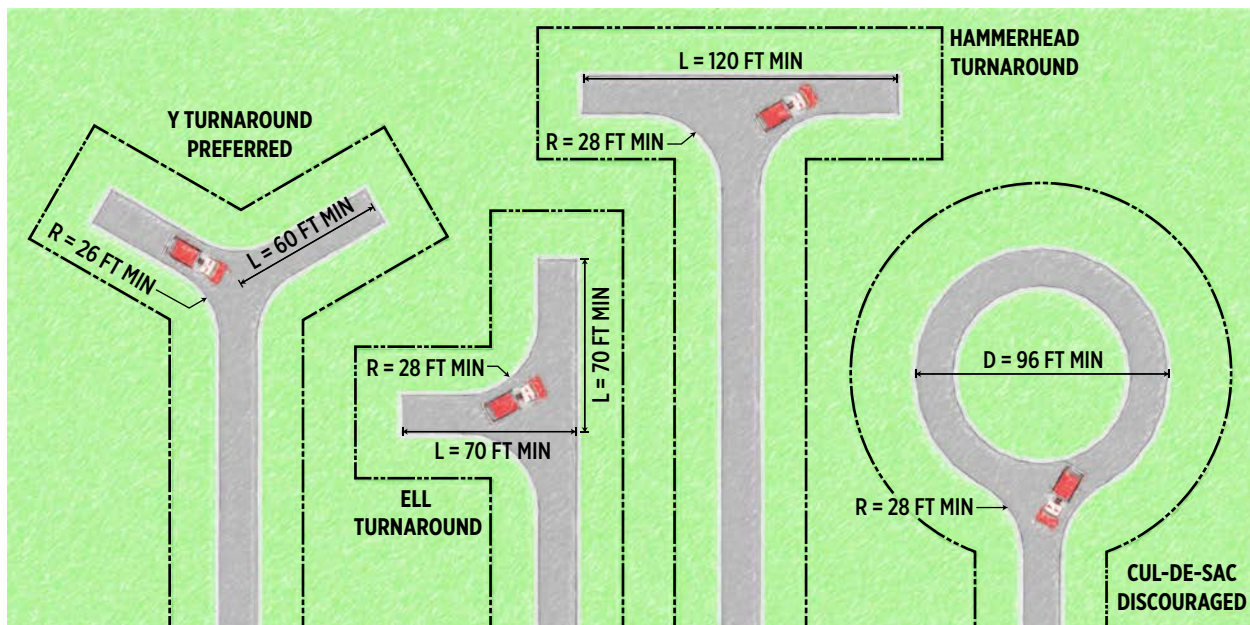 Y TURNAROUND
PREFERRED
R = 26 FT MIN
L = 60 FT MIN
R = 28 FT MIN
L = 70 FT MIN
L = 70 FT MIN
ELL
TURNAROUND
HAMMERHEAD
TURNAROUND
L = 120 FT MIN
R = 28 FT MIN
D = 96 FT MIN
R = 28 FT MIN
CUL-DE-SAC
DISCOURAGED